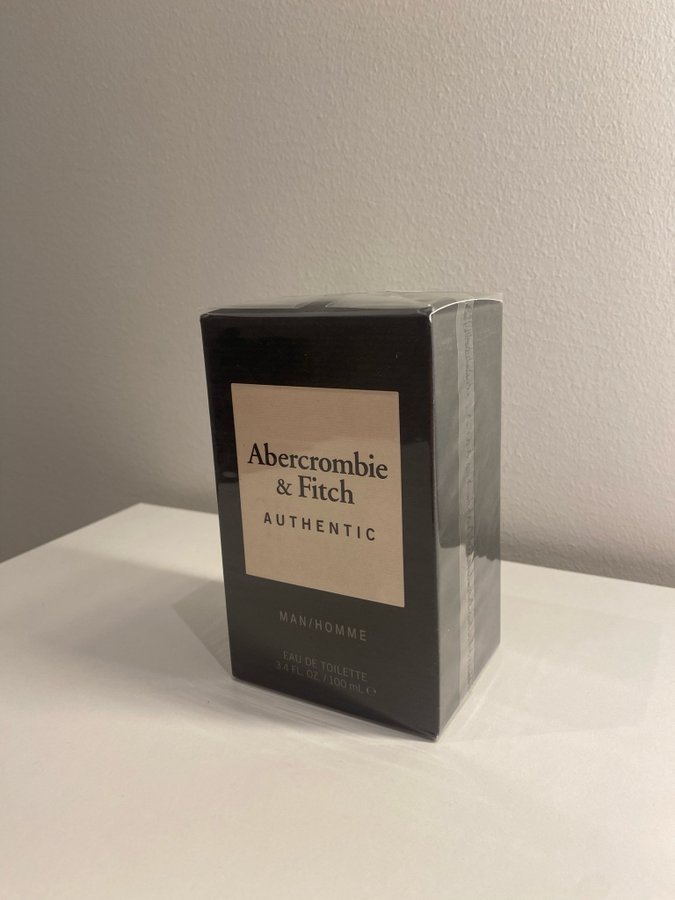 Abercrombie
& Fitch
AUTHENTIC
MAN/HOMME
EAU DE TOILETTE
3.4 FL. OZ. / 100 mL ℮